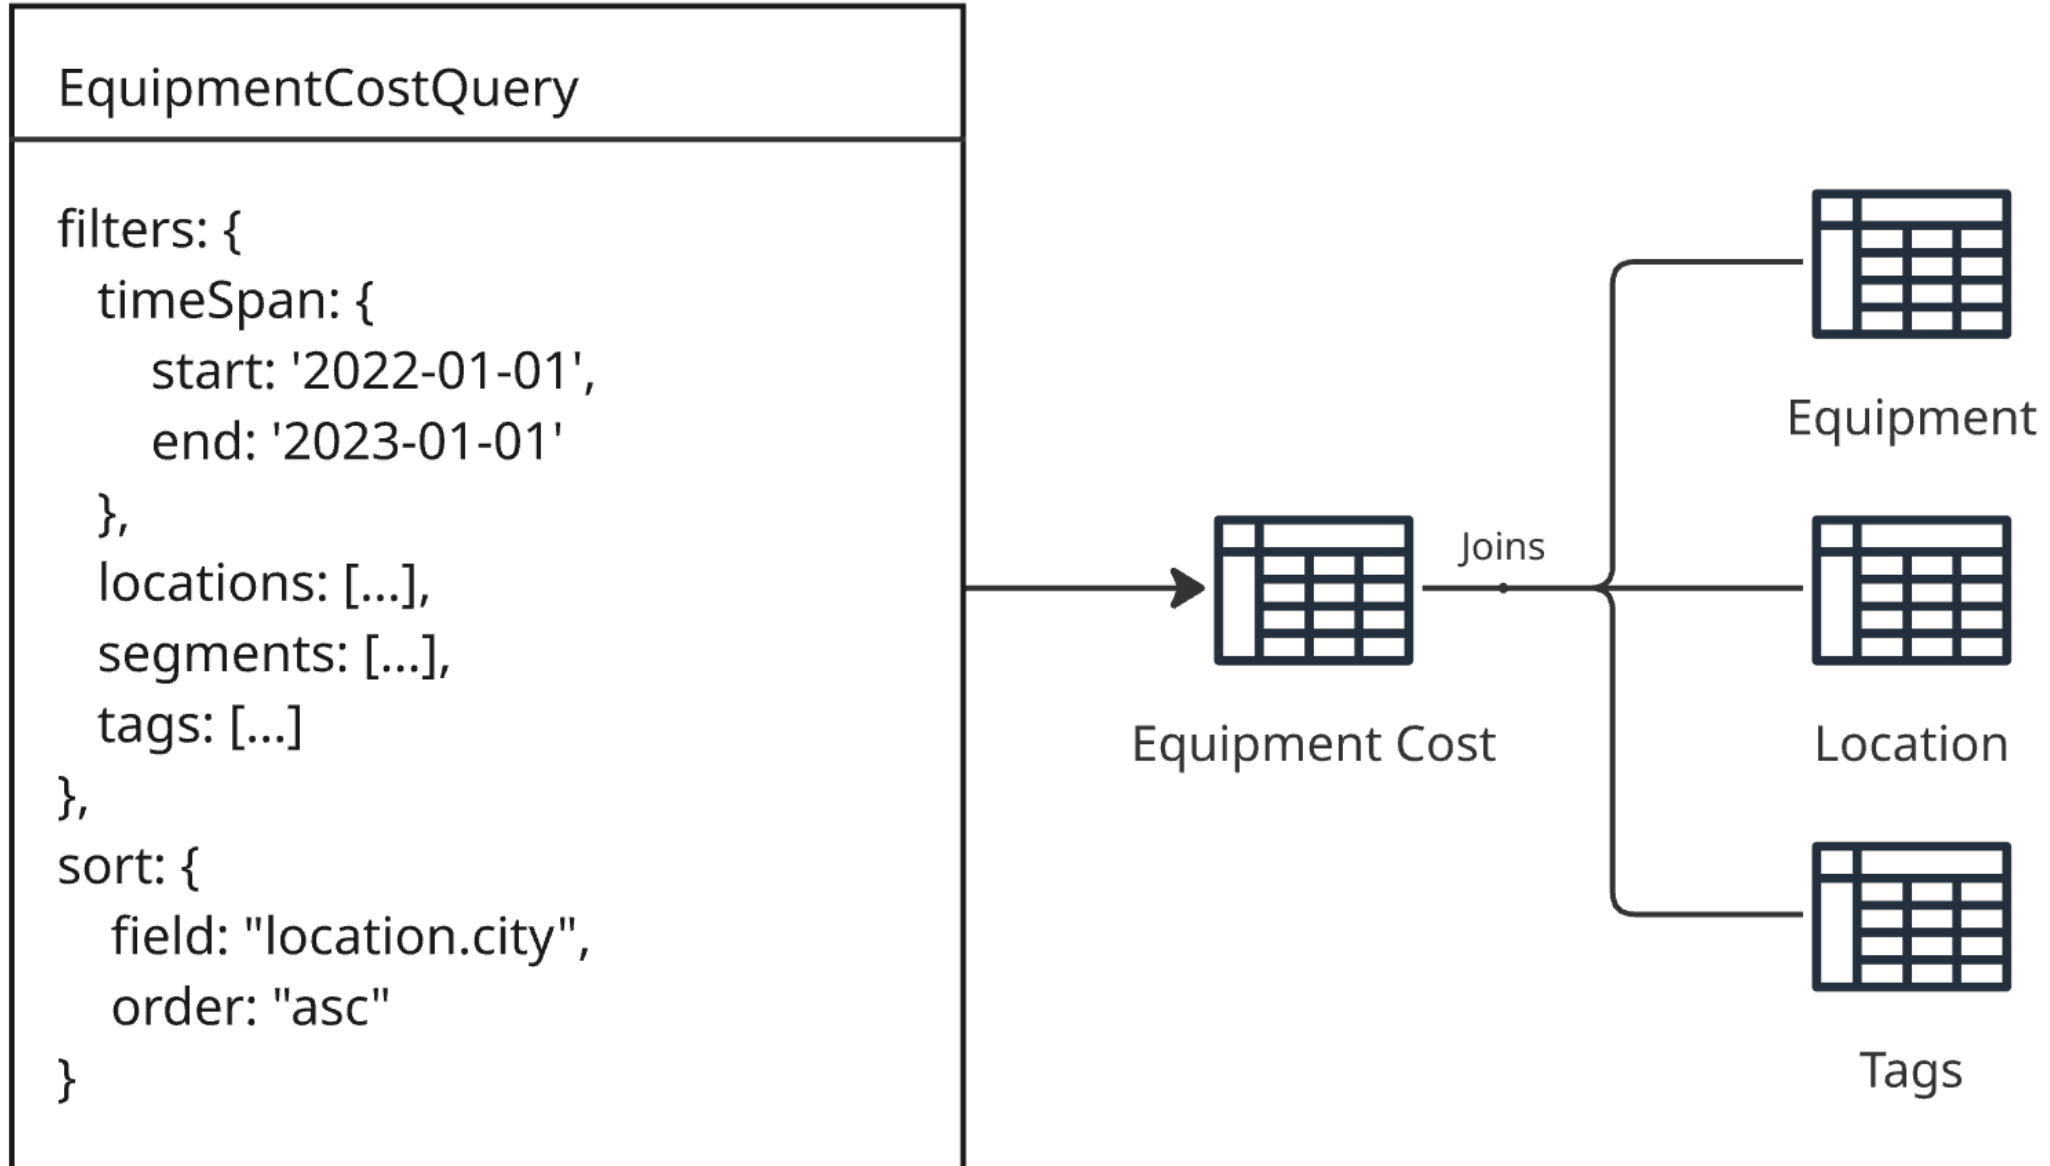 EquipmentCostQuery
filters: {
timeSpan: {
start: '2022-01-01',
end: '2023-01-01'
},
locations: [...],
segments: [...],
tags: [...]
},
sort: {
field: "location.city",
order: "asc"
}
Equipment Cost
Joins
Equipment
Location
Tags